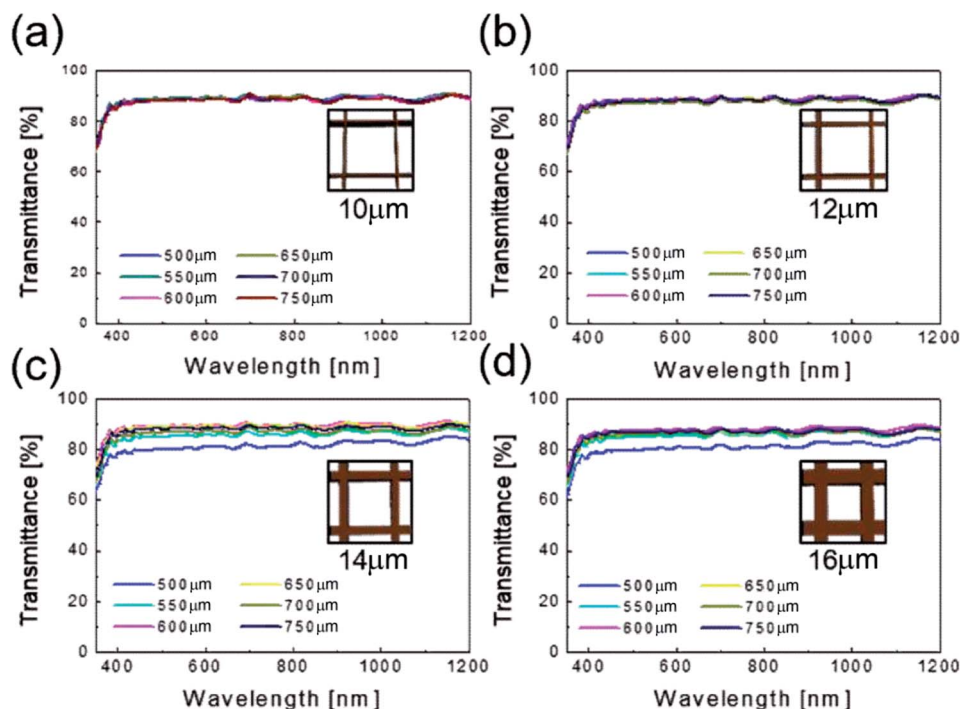 (a)
Transmittance [%]
100
80
60
40
20
0
10μm
500μm 650μm
550μm 700μm
600μm 750μm
400 600 800 1000 1200
Wavelength [nm]
(b)
Transmittance [%]
100
80
60
40
20
0
12μm
500μm 650μm
550μm 700μm
600μm 750μm
400 600 800 1000 1200
Wavelength [nm]
(c)
Transmittance [%]
100
80
60
40
20
0
14μm
500μm 650μm
550μm 700μm
600μm 750μm
400 600 800 1000 1200
Wavelength [nm]
(d)
Transmittance [%]
100
80
60
40
20
0
16μm
500μm 650μm
550μm 700μm
600μm 750μm
400 600 800 1000 1200
Wavelength [nm]